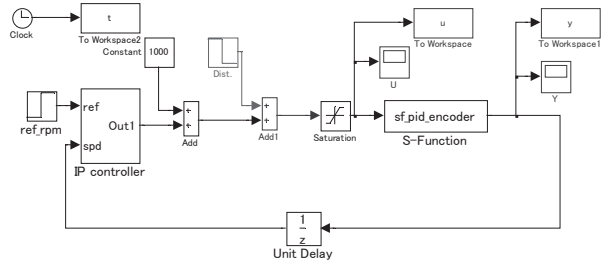 Clock
t
To Workspace2
Constant
1000
Dist.
u
To Workspace
U
y
To Workspace1
Y
ref_rpm
ref
spd
Out1
IP controller
+
+
Add
+
+
Add1
Saturation
sf_pid_encoder
S-Function
1
z
Unit Delay